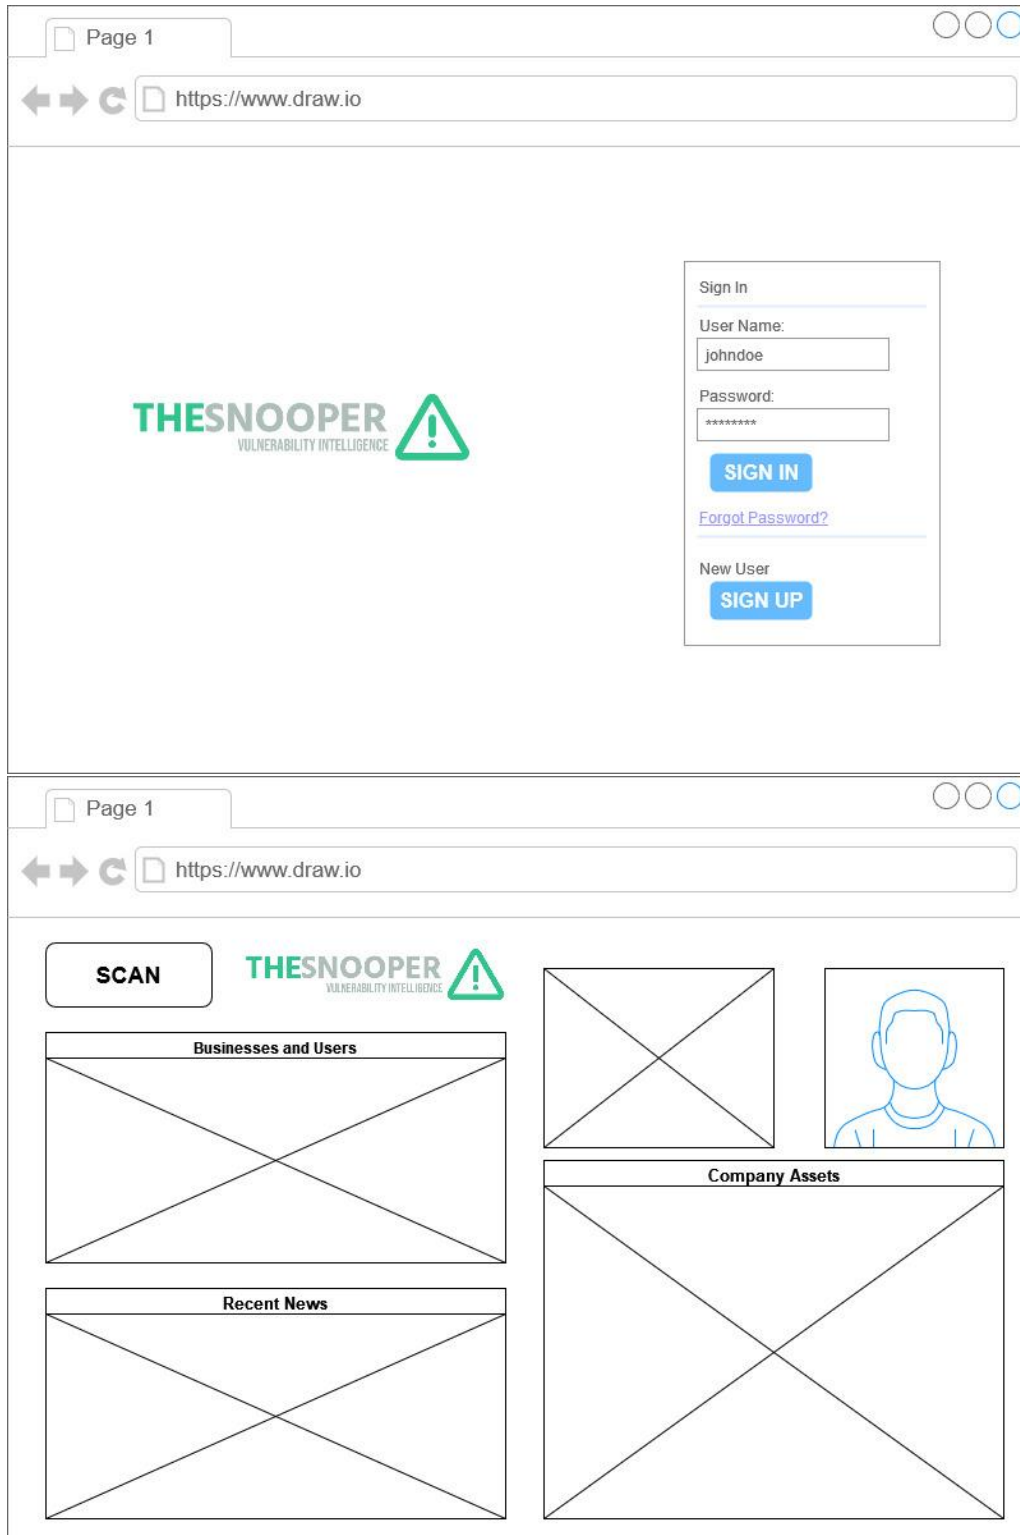 Page 1
https://www.draw.io
THESNOOPER
VULNERABILITY INTELLIGENCE
Sign In
User Name:
johndoe
Password:
********
SIGN IN
Forgot Password?
New User
SIGN UP
Page 1
https://www.draw.io
SCAN
THESNOOPER
VULNERABILITY INTELLIGENCE
Businesses and Users
Company Assets
Recent News